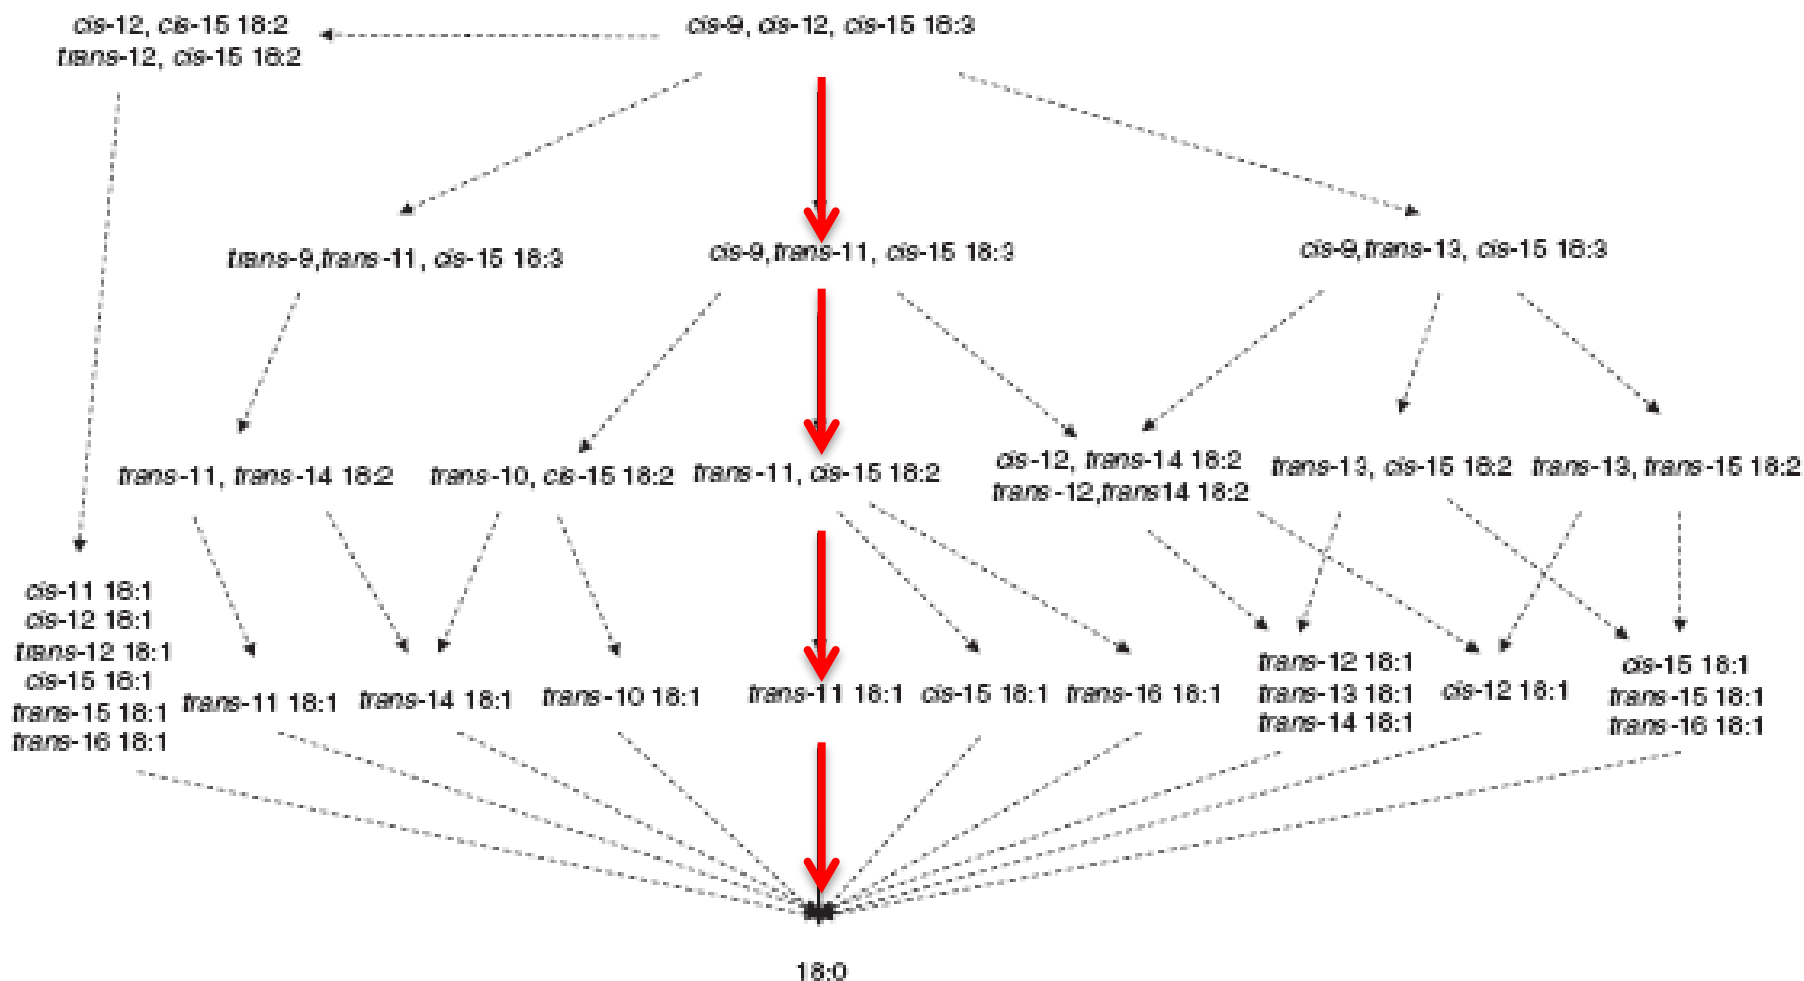 cis-12, cis-15 18:2
trans-12, cis-15 18:2
cis-9, cis-12, cis-15 18:3
trans-9,trans-11, cis-15 18:3
cis-9,trans-11, cis-15 18:3
cis-9,trans-13, cis-15 18:3
trans-11, trans-14 18:2
trans-10, cis-15 18:2
trans-11, cis-15 18:2
cis-12, trans-14 18:2
trans-12,trans14 18:2
trans-13, cis-15 18:2
trans-13, trans-15 18:2
cis-11 18:1
cis-12 18:1
trans-12 18:1
cis-15 18:1
trans-15 18:1
trans-16 18:1
trans-11 18:1
trans-14 18:1
trans-10 18:1
trans-11 18:1
cis-15 18:1
trans-16 18:1
trans-12 18:1
trans-13 18:1
trans-14 18:1
cis-12 18:1
cis-15 18:1
trans-15 18:1
trans-16 18:1
18:0